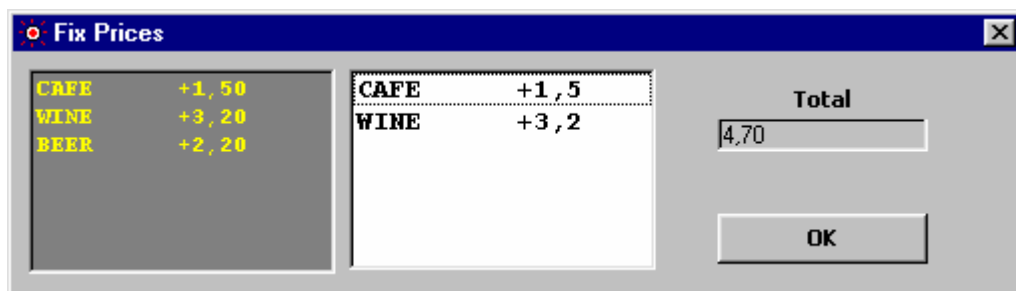 Fix Prices
CAFE +1,50
WINE +3,20
BEER +2,20
CAFE +1,5
WINE +3,2
Total
4,70
OK